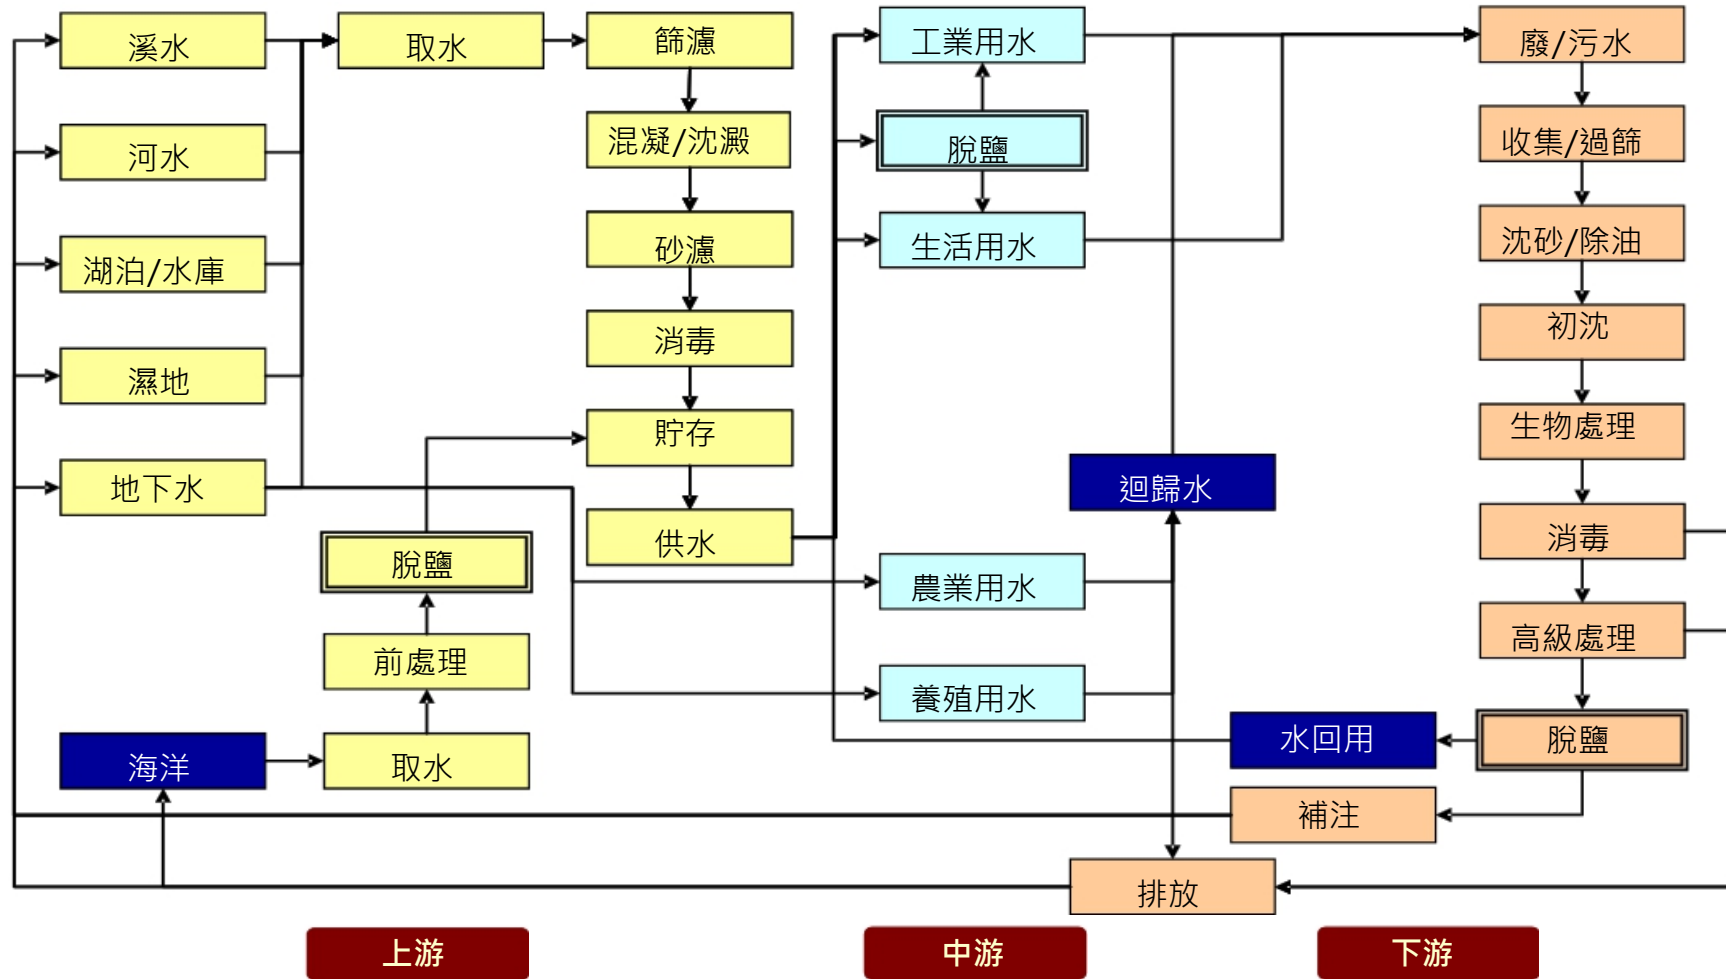 溪水
河水
湖泊/水庫
濕地
地下水
海洋
取水
脫鹽
前處理
取水
篩濾
混凝/沈澱
砂濾
消毒
貯存
供水
工業用水
脫鹽
生活用水
農業用水
養殖用水
迴歸水
廢/污水
收集/過篩
沈砂/除油
初沈
生物處理
消毒
高級處理
脫鹽
水回用
補注
排放
上游
中游
下游